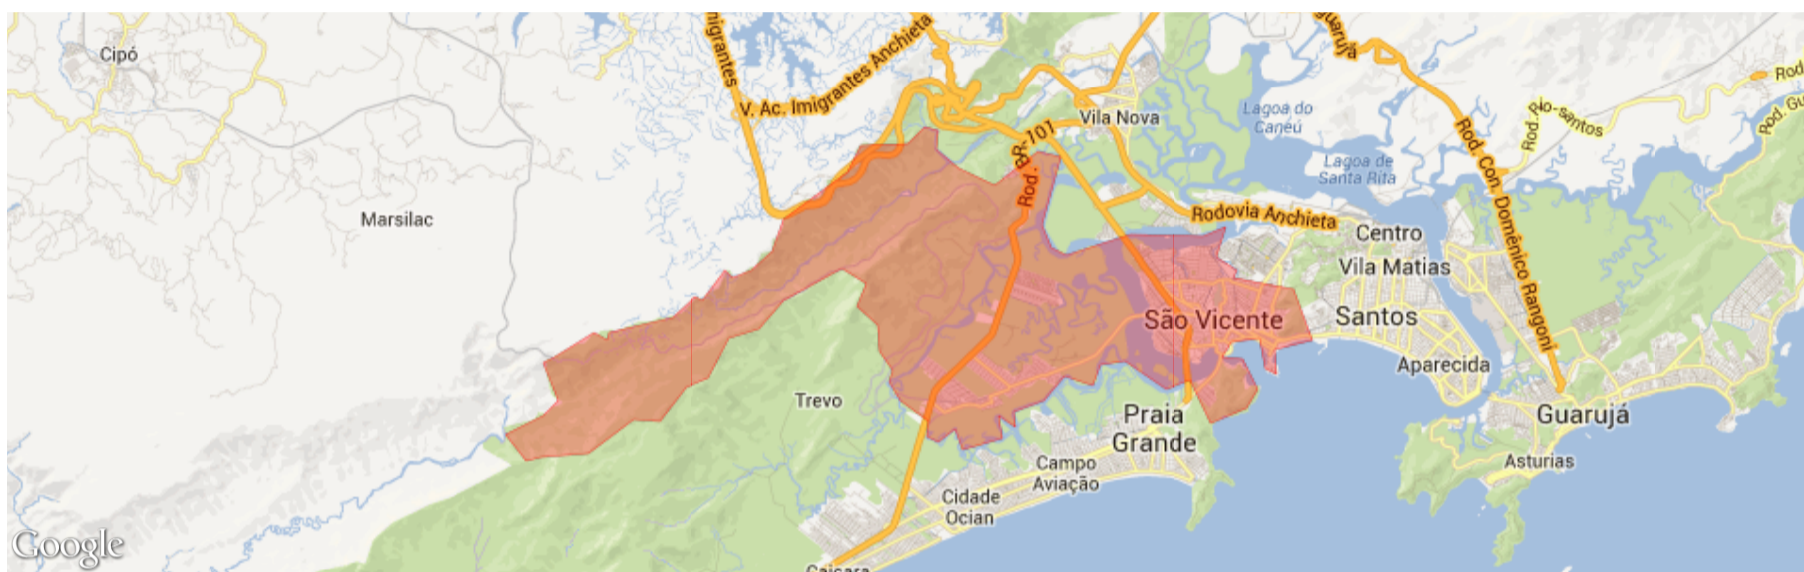 Cipó
Marsilac
migrantes
V. Ac. Imigrantes Anchieta
Rod. BR-101
Vila Nova
Lagoa do
Caneú
Lagoa de
Santa Rita
Rodovia Anchieta
Centro
Vila Matias
São Vicente
Santos
Aparecida
Trevo
Praia
Grande
Campo
Aviação
Cidade
Ocian
Guarujá
Asturias
Rod. Rio-santos
Rod. Con. Domênico Rangoni
guarujá
Rod.
Rod. Gu
Google